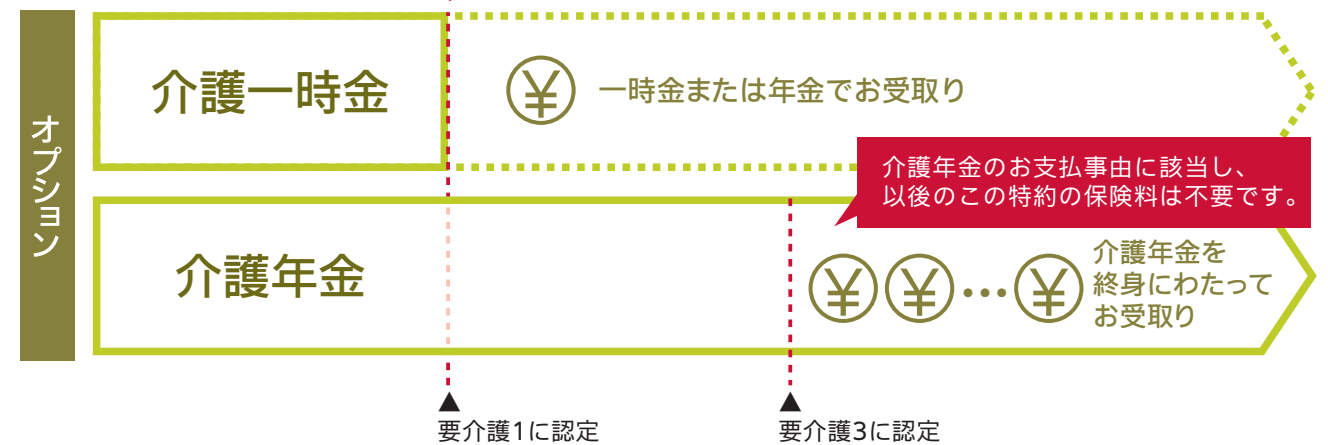 オプション
介護一時金
¥ 一時金または年金でお受取り
介護年金のお支払事由に該当し、
以後のこの特約の保険料は不要です。
介護年金
¥ ¥ … ¥
介護年金を
終身にわたって
お受取り
▲
要介護1に認定
▲
要介護3に認定